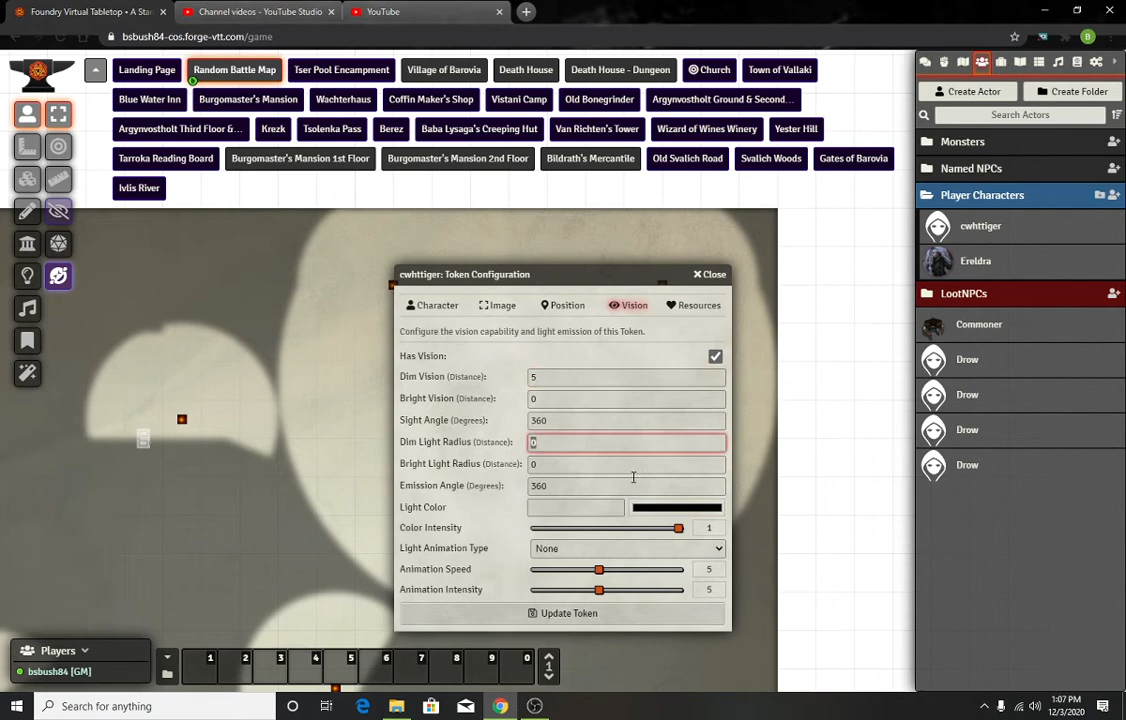 Foundry Virtual Tabletop • A Stan
Channel videos - YouTube Studio
YouTube
bsbush84-cos.forge-vtt.com/game
B
Landing Page
Random Battle Map
Tser Pool Encampment
Village of Barovia
Death House
Death House - Dungeon
Church
Town of Vallaki
Blue Water Inn
Burgomaster's Mansion
Wachterhaus
Coffin Maker's Shop
Vistani Camp
Old Bonegrinder
Argynvostholt Ground & Second...
Argynvostholt Third Floor &...
Krezk
Tsolenka Pass
Berez
Baba Lysaga's Creeping Hut
Van Richten's Tower
Wizard of Wines Winery
Yester Hill
Tarroka Reading Board
Burgomaster's Mansion 1st Floor
Burgomaster's Mansion 2nd Floor
Bildrath's Mercantile
Old Svalich Road
Svalich Woods
Gates of Barovia
Ivlis River
Create Actor
Create Folder
Search Actors
Monsters
Named NPCs
Player Characters
cwhttiger
Ereldra
LootNPCs
Commoner
Drow
Drow
Drow
Drow
cwhttiger: Token Configuration
Close
Character
Image
Position
Vision
Resources
Configure the vision capability and light emission of this Token.
Has Vision:
Dim Vision (Distance): 5
Bright Vision (Distance): 0
Sight Angle (Degrees): 360
Dim Light Radius (Distance): 0
Bright Light Radius (Distance): 0
Emission Angle (Degrees): 360
Light Color
Color Intensity 1
Light Animation Type None
Animation Speed 5
Animation Intensity 5
Update Token
Players
bsbush84 [GM]
1 2 3 4 5 6 7 8 9 0
1
Search for anything
1:07 PM
12/3/2020